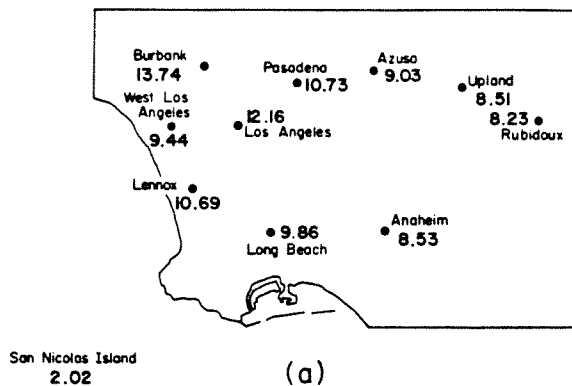 Burbank
13.74
Pasadena
10.73
Azusa
9.03
Upland
8.51
8.23
Rubidoux
West Los
Angeles
9.44
12.16
Los Angeles
Lennox
10.69
9.86
Long Beach
Anaheim
8.53
San Nicolas Island
2.02
(a)